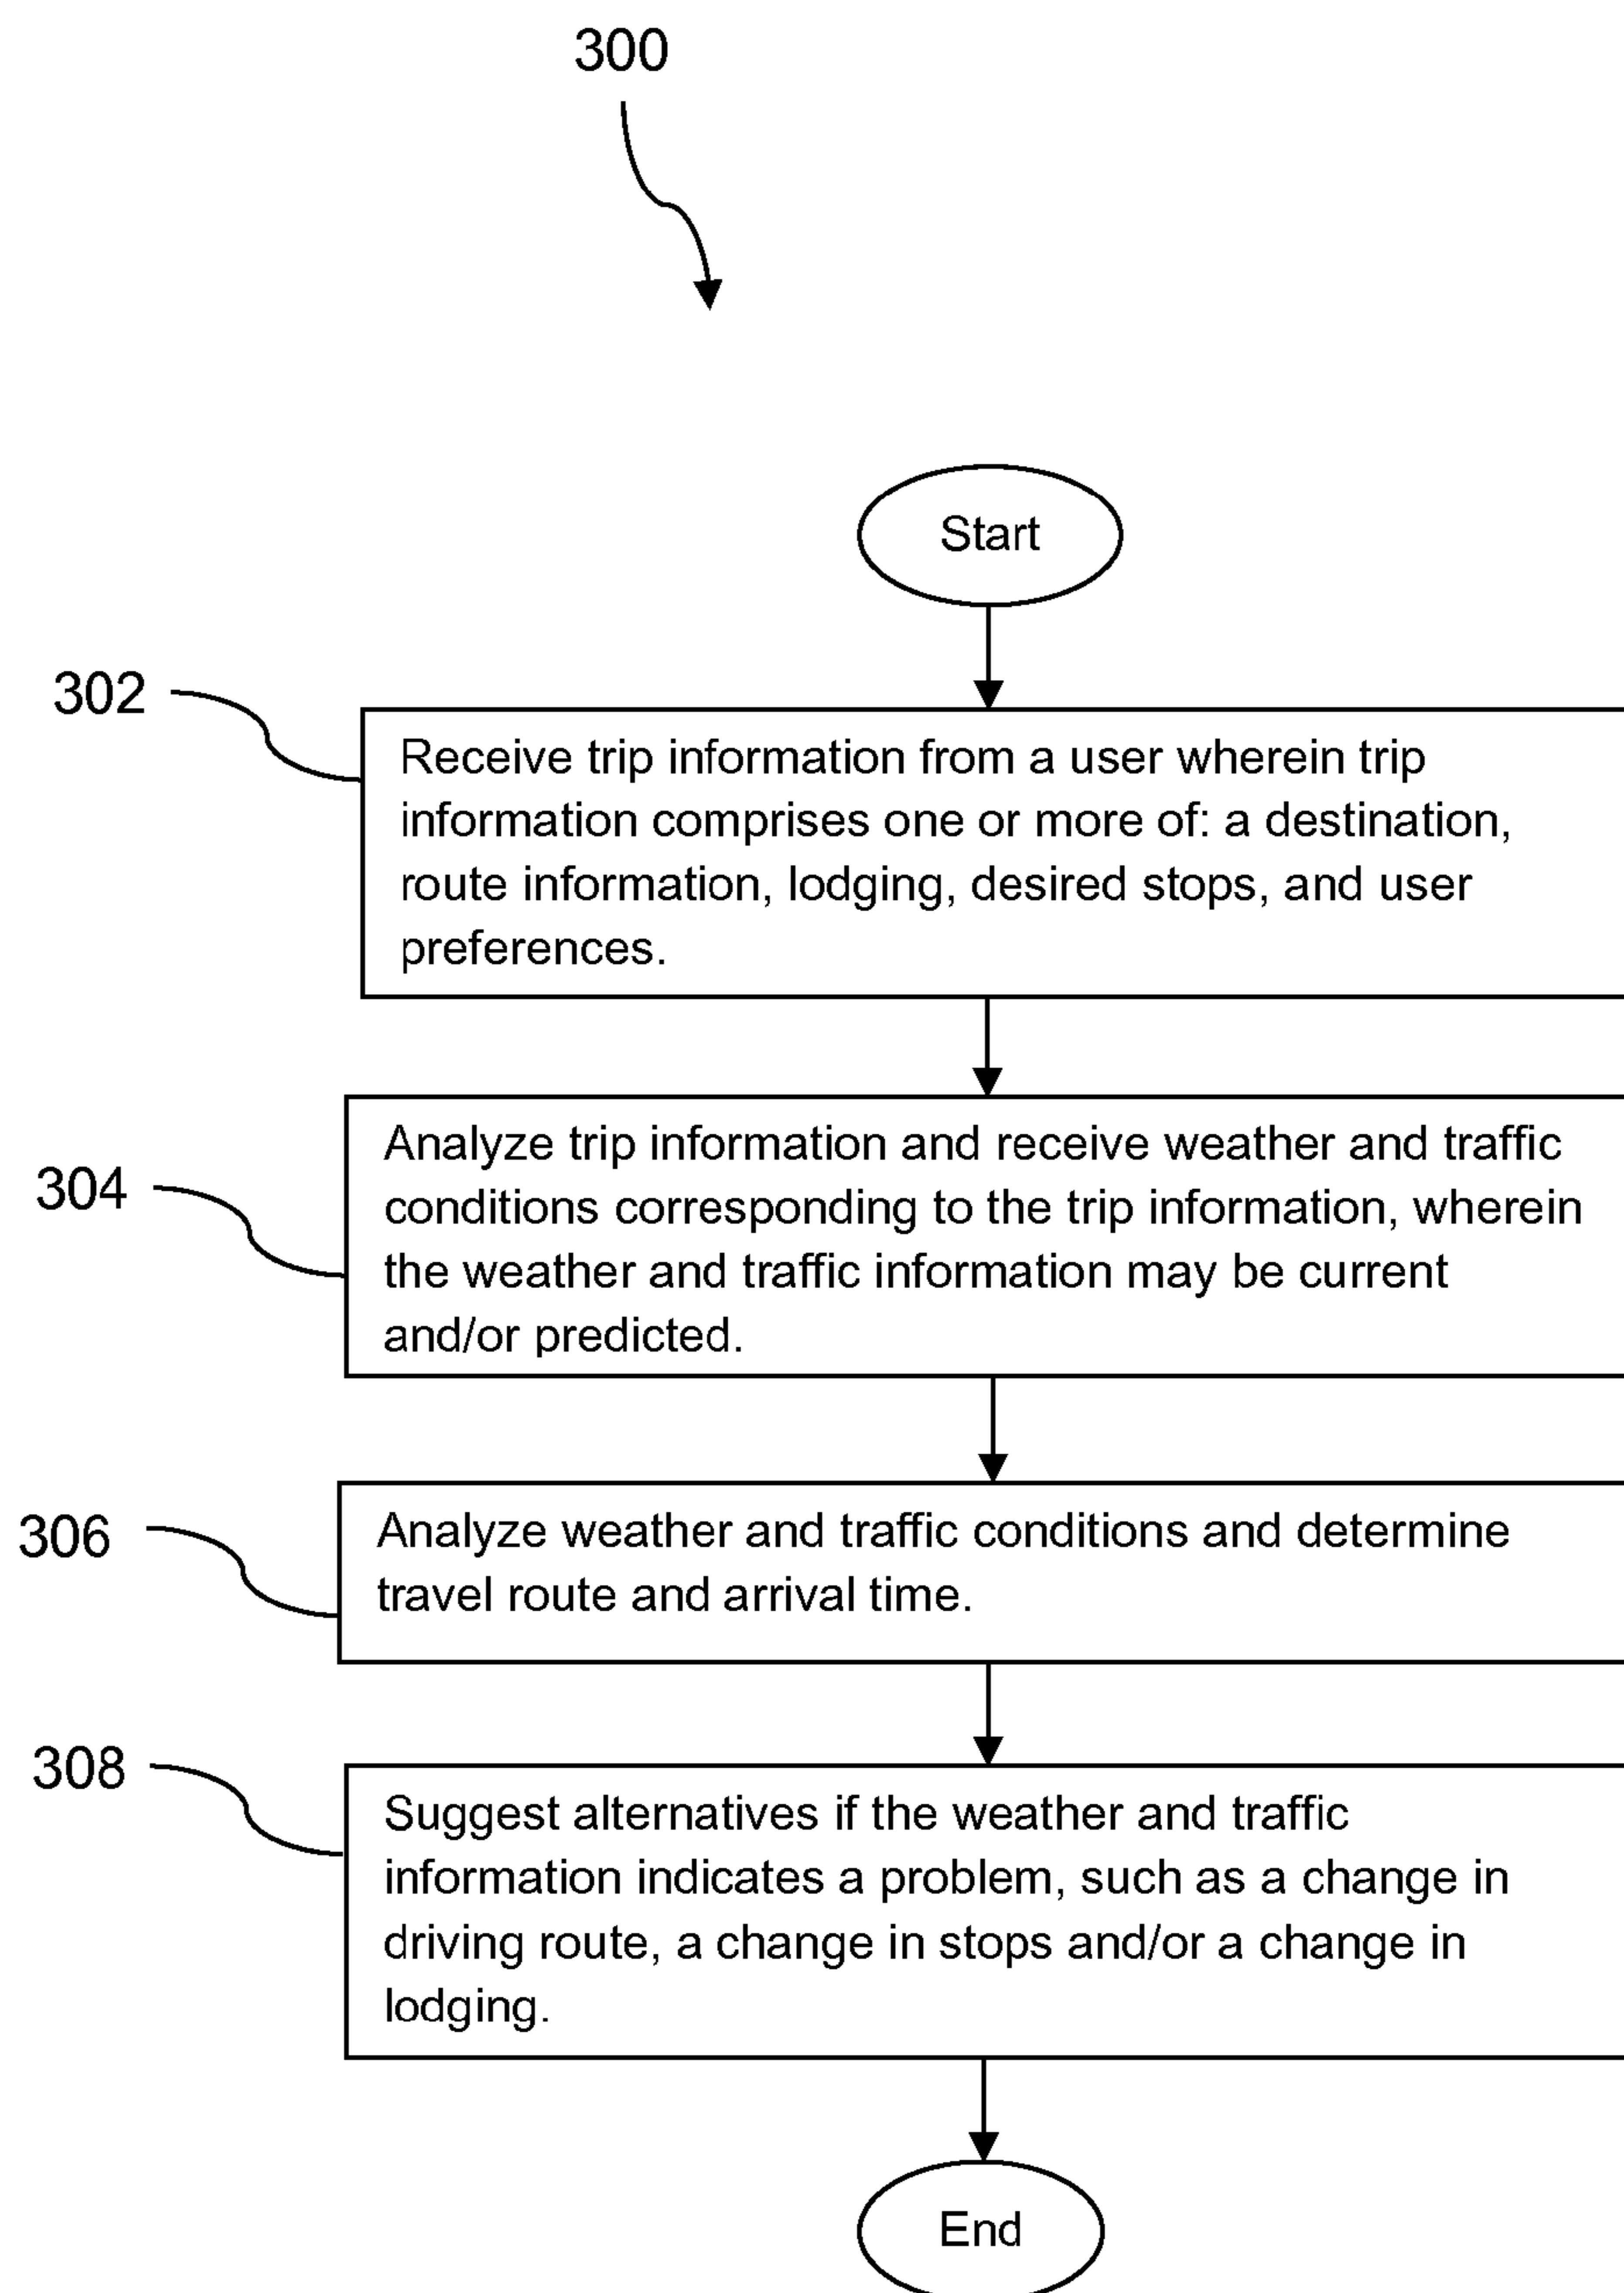 300
Start
302
Receive trip information from a user wherein trip
information comprises one or more of: a destination,
route information, lodging, desired stops, and user
preferences.
304
Analyze trip information and receive weather and traffic
conditions corresponding to the trip information, wherein
the weather and traffic information may be current
and/or predicted.
306
Analyze weather and traffic conditions and determine
travel route and arrival time.
308
Suggest alternatives if the weather and traffic
information indicates a problem, such as a change in
driving route, a change in stops and/or a change in
lodging.
End